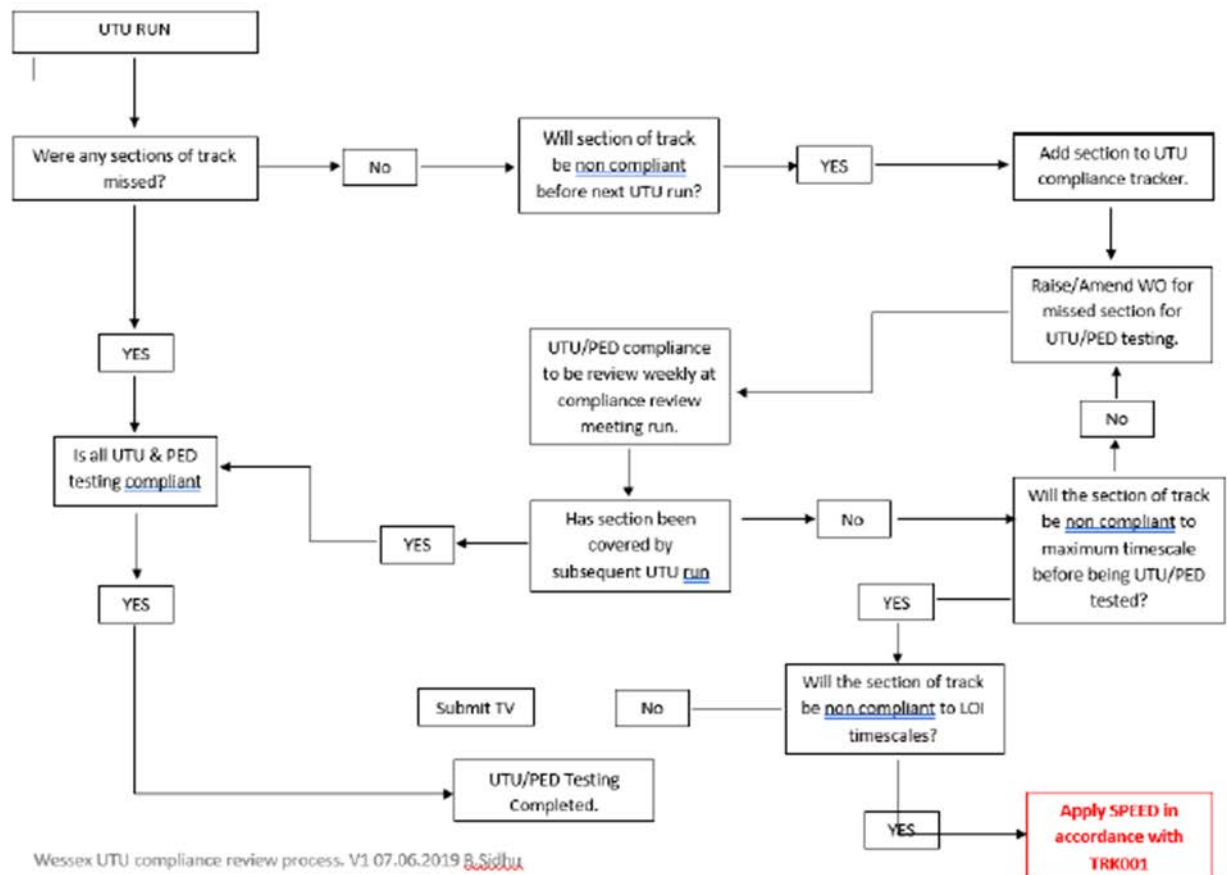 UTU RUN
Were any sections of track
missed?
No
Will section of track
be non compliant
before next UTU run?
YES
Add section to UTU
compliance tracker.
Raise/Amend WO for
missed section for
UTU/PED testing.
UTU/PED compliance
to be review weekly at
compliance review
meeting run.
YES
No
Is all UTU & PED
testing compliant
YES
Has section been
covered by
subsequent UTU run
No
Will the section of track
be non compliant to
maximum timescale
before being UTU/PED
tested?
YES
YES
Submit TV
No
Will the section of track
be non compliant to LOI
timescales?
UTU/PED Testing
Completed.
YES
Apply SPEED in
accordance with
TRK001
Wessex UTU compliance review process. V1 07.06.2019 B.Sidhu